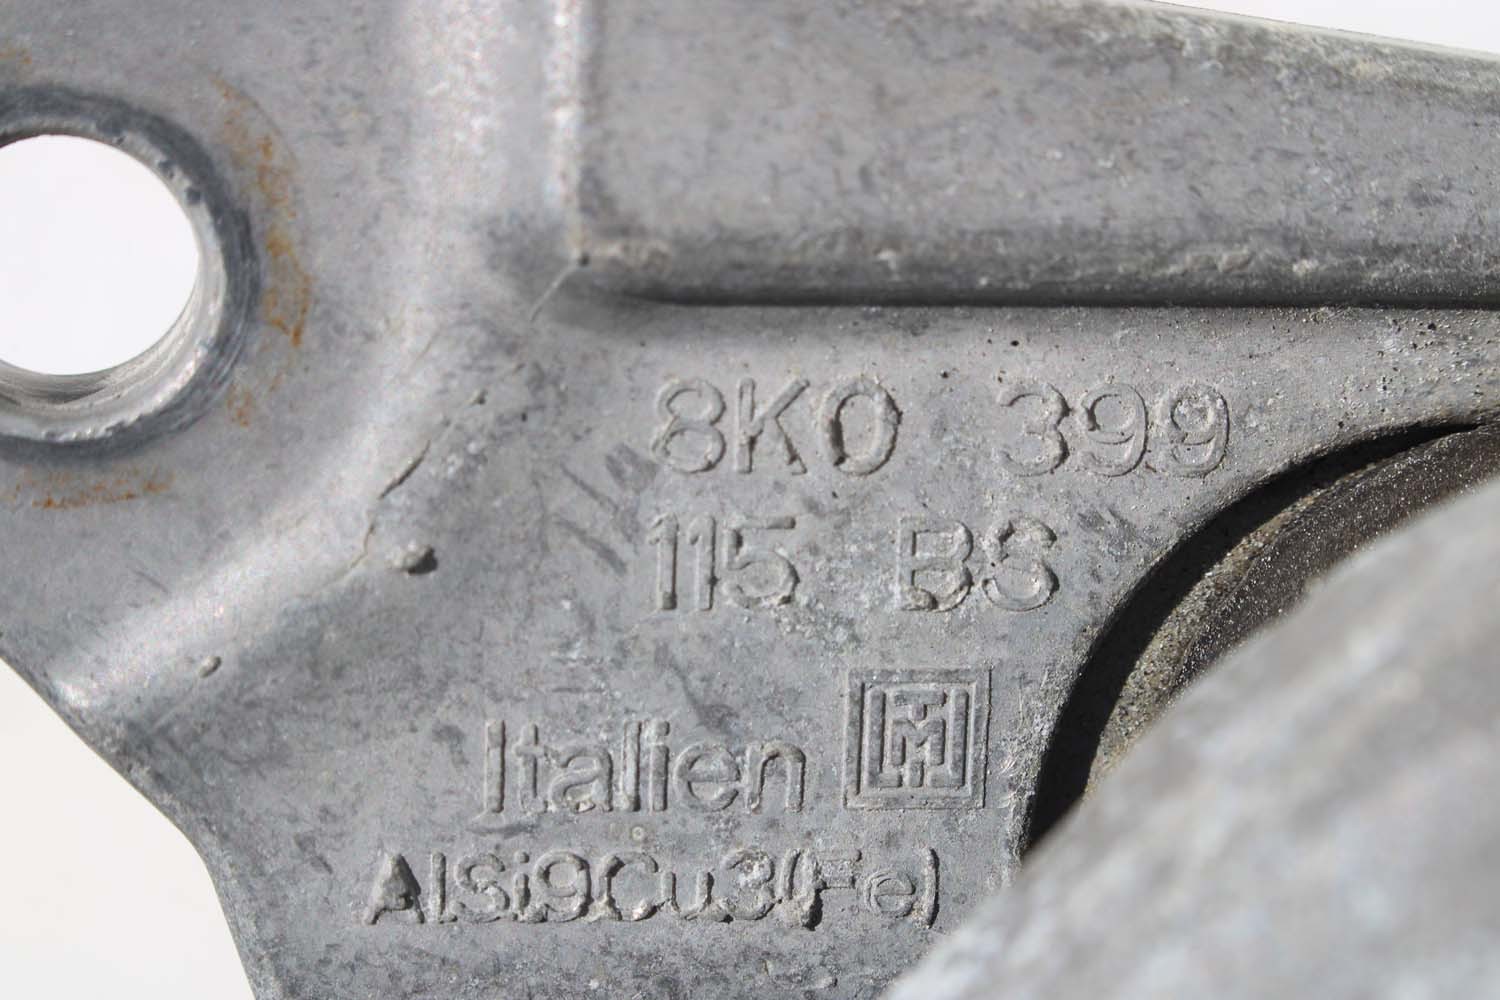 8K0 399
115 BS
Italien
AlSi9Cu3(Fe)